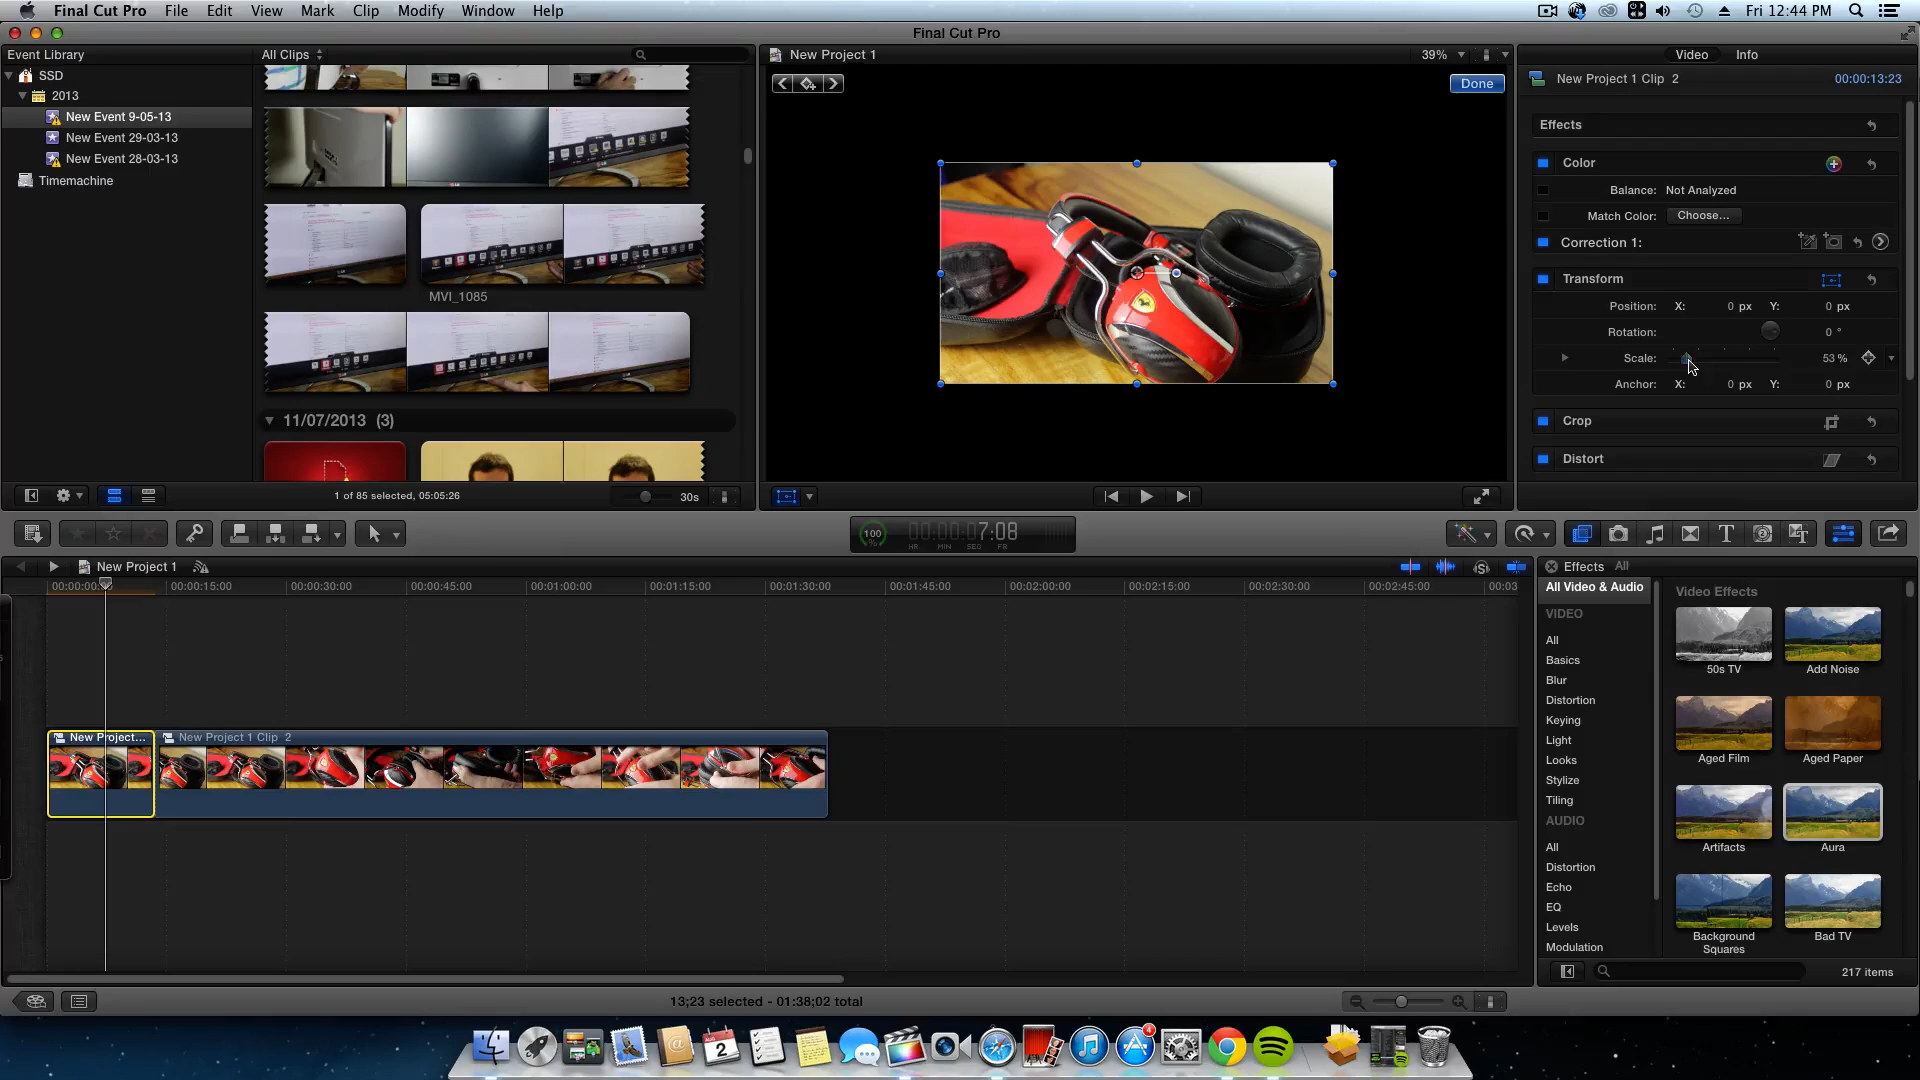 Final Cut Pro File Edit View Mark Clip Modify Window Help
Fri 12:44 PM
Final Cut Pro
Event Library
All Clips
New Project 1
39%
Video Info
SSD
2013
New Event 9-05-13
New Event 29-03-13
New Event 28-03-13
Timemachine
MVI_1085
11/07/2013 (3)
1 of 85 selected, 05:05:26
30s
Done
New Project 1 Clip 2
00:00:13:23
Effects
Color
Balance: Not Analyzed
Match Color: Choose...
Correction 1:
Transform
Position: X: 0 px Y: 0 px
Rotation: 0 °
Scale: 53 %
Anchor: X: 0 px Y: 0 px
Crop
Distort
100
%
00:00:07:08
HR MIN SEC FR
New Project 1
00:00:15:00 00:00:30:00 00:00:45:00 00:01:00:00 00:01:15:00 00:01:30:00 00:01:45:00 00:02:00:00 00:02:15:00 00:02:30:00 00:02:45:00 00:03
New Project...
New Project 1 Clip 2
Effects All
All Video & Audio
VIDEO
All
Basics
Blur
Distortion
Keying
Light
Looks
Stylize
Tiling
AUDIO
All
Distortion
Echo
EQ
Levels
Modulation
Video Effects
50s TV
Add Noise
Aged Film
Aged Paper
Artifacts
Aura
Background Squares
Bad TV
217 items
13;23 selected - 01:38;02 total
AUG
2
4